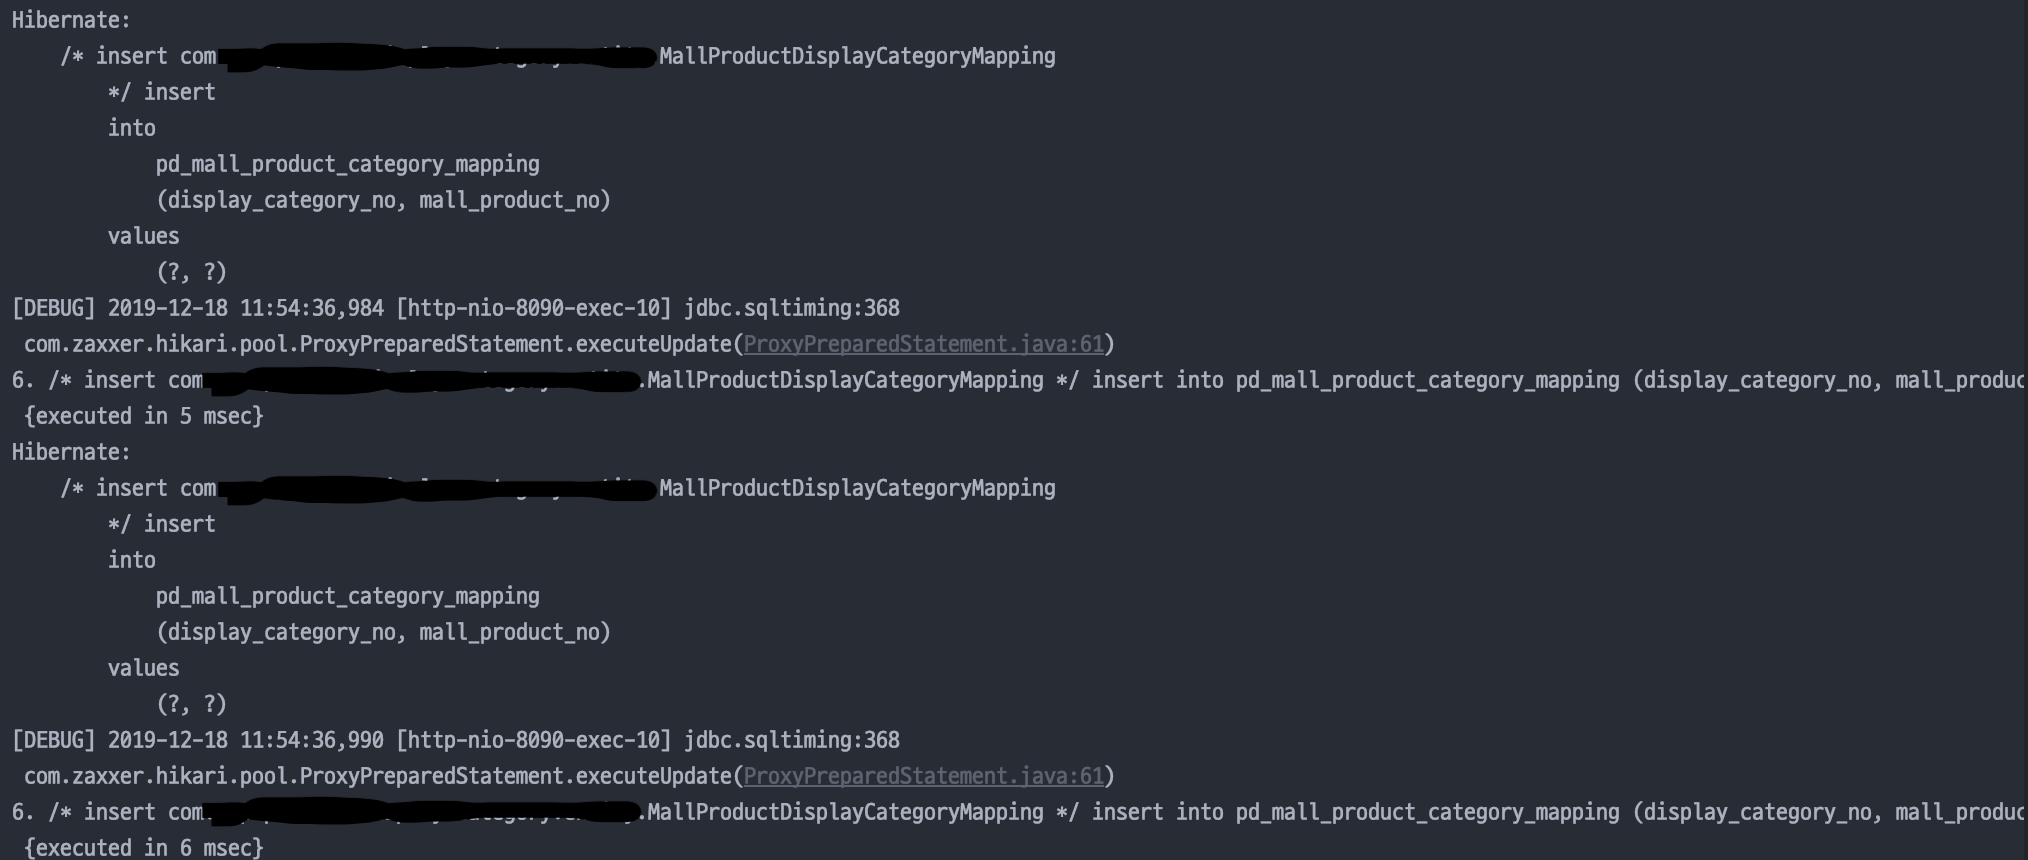 Hibernate:
/* insert com MallProductDisplayCategoryMapping
*/ insert
into
pd_mall_product_category_mapping
(display_category_no, mall_product_no)
values
(?, ?)
[DEBUG] 2019-12-18 11:54:36,984 [http-nio-8090-exec-10] jdbc.sqltiming:368
com.zaxxer.hikari.pool.ProxyPreparedStatement.executeUpdate(ProxyPreparedStatement.java:61)
6. /* insert com .MallProductDisplayCategoryMapping */ insert into pd_mall_product_category_mapping (display_category_no, mall_produc
{executed in 5 msec}
Hibernate:
/* insert com MallProductDisplayCategoryMapping
*/ insert
into
pd_mall_product_category_mapping
(display_category_no, mall_product_no)
values
(?, ?)
[DEBUG] 2019-12-18 11:54:36,990 [http-nio-8090-exec-10] jdbc.sqltiming:368
com.zaxxer.hikari.pool.ProxyPreparedStatement.executeUpdate(ProxyPreparedStatement.java:61)
6. /* insert com .MallProductDisplayCategoryMapping */ insert into pd_mall_product_category_mapping (display_category_no, mall_produc
{executed in 6 msec}